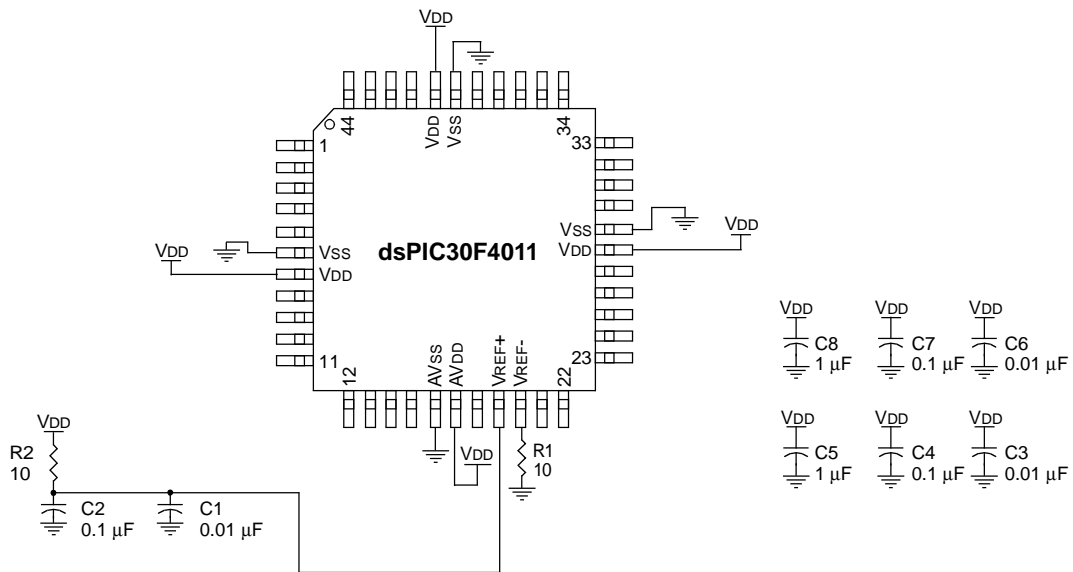 VDD
44
VDD
VSS
34
1
33
VSS
VDD
VDD
dsPIC30F4011
VSS
VDD
VDD
11
12
AVSS
AVDD
VREF+
VREF-
22
23
VDD
C8
1 µF
VDD
C7
0.1 µF
VDD
C6
0.01 µF
VDD
R2
10
VDD
R1
10
VDD
C5
1 µF
VDD
C4
0.1 µF
VDD
C3
0.01 µF
C2
0.1 µF
C1
0.01 µF